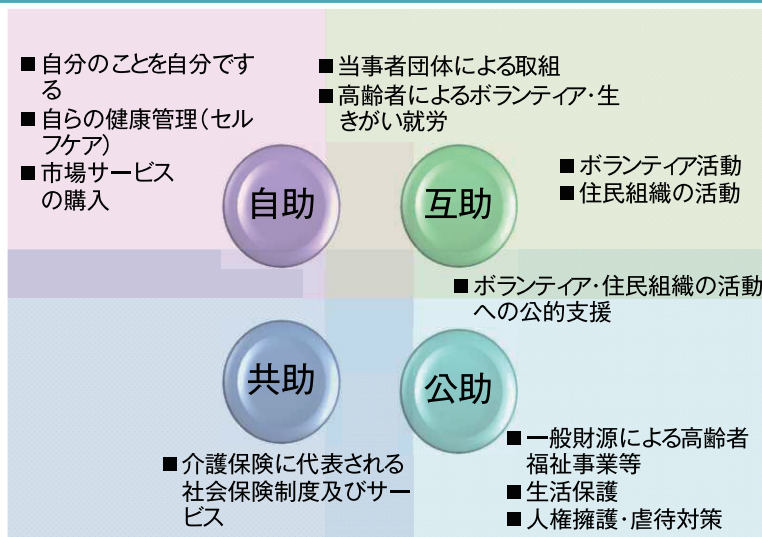 ■ 自分のことを自分です
る
■ 自らの健康管理(セル
フケア)
■ 市場サービス
の購入
■ 当事者団体による取組
■ 高齢者によるボランティア・生
きがい就労
■ ボランティア活動
■ 住民組織の活動
自助
互助
■ ボランティア・住民組織の活動
への公的支援
共助
公助
■ 介護保険に代表される
社会保険制度及びサー
ビス
■ 一般財源による高齢者
福祉事業等
■ 生活保護
■ 人権擁護・虐待対策